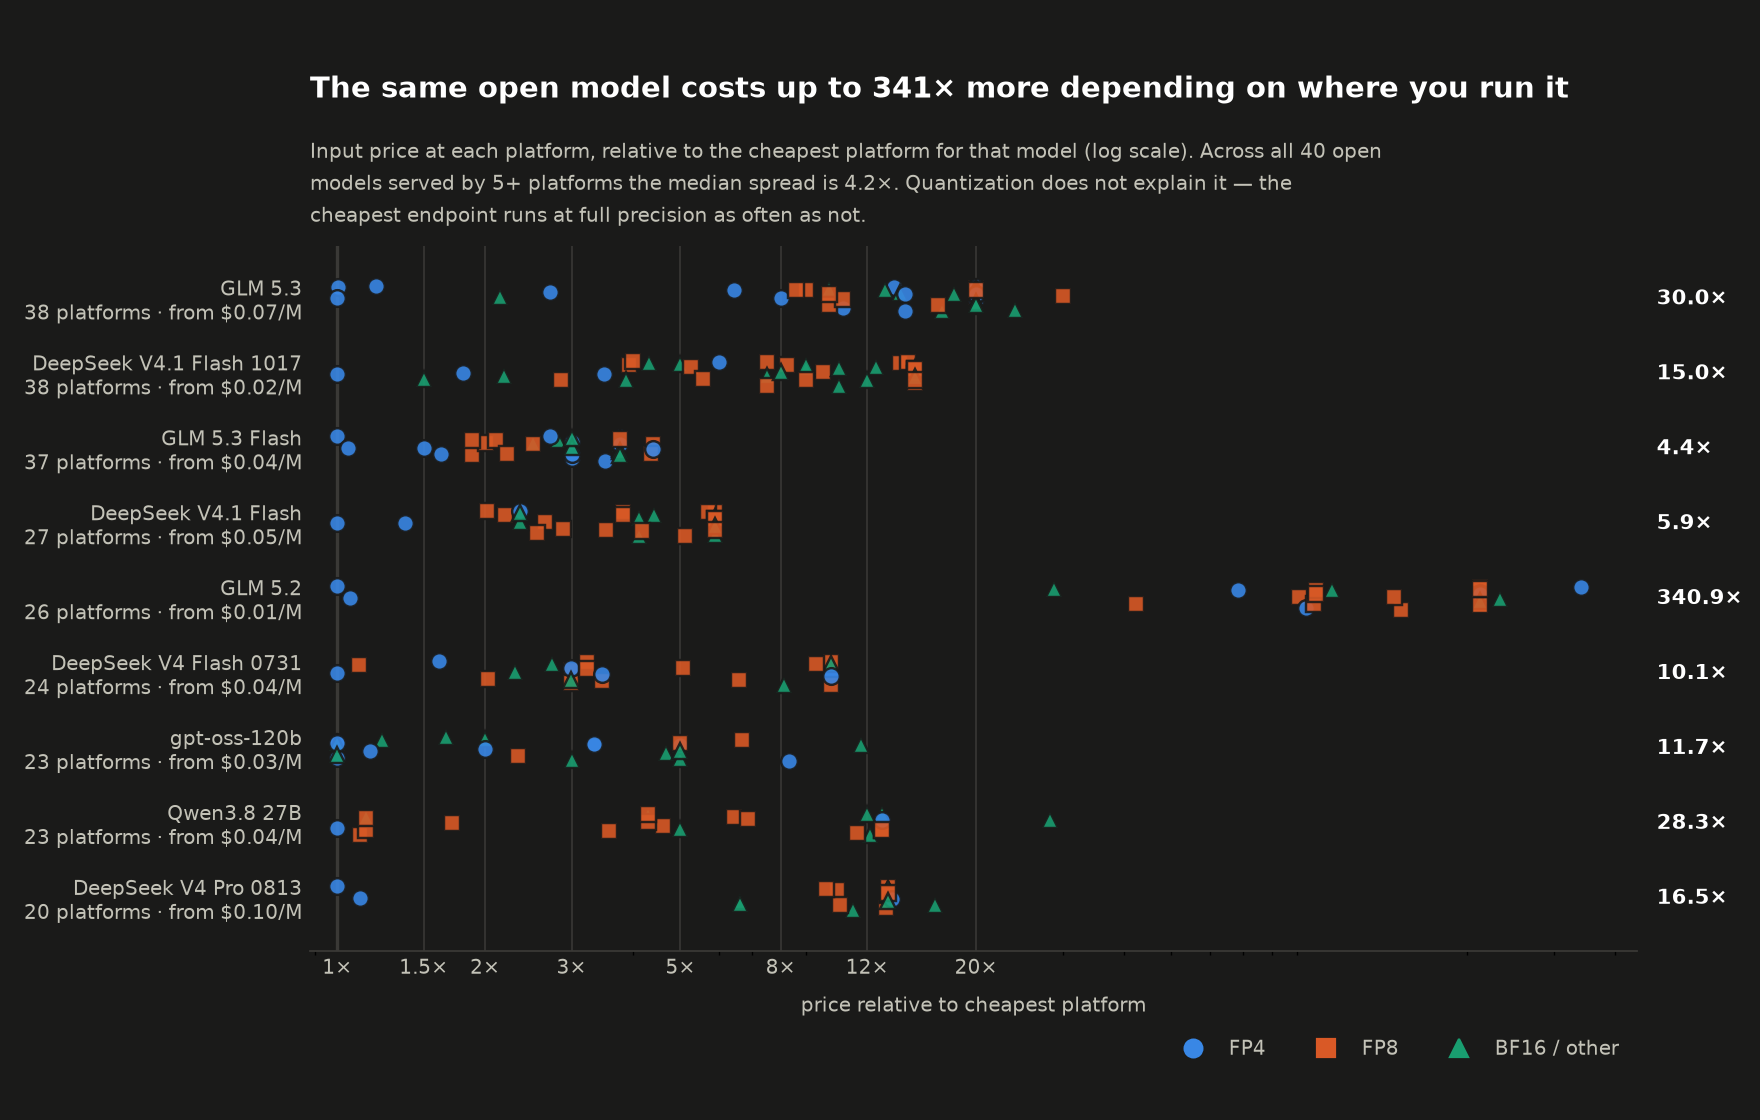 The same open model costs up to 341× more depending on where you run it
Input price at each platform, relative to the cheapest platform for that model (log scale). Across all 40 open
models served by 5+ platforms the median spread is 4.2×. Quantization does not explain it — the
cheapest endpoint runs at full precision as often as not.
GLM 5.3
38 platforms · from $0.07/M
30.0×
DeepSeek V4.1 Flash 1017
38 platforms · from $0.02/M
15.0×
GLM 5.3 Flash
37 platforms · from $0.04/M
4.4×
DeepSeek V4.1 Flash
27 platforms · from $0.05/M
5.9×
GLM 5.2
26 platforms · from $0.01/M
340.9×
DeepSeek V4 Flash 0731
24 platforms · from $0.04/M
10.1×
gpt-oss-120b
23 platforms · from $0.03/M
11.7×
Qwen3.8 27B
23 platforms · from $0.04/M
28.3×
DeepSeek V4 Pro 0813
20 platforms · from $0.10/M
16.5×
1× 1.5× 2× 3× 5× 8× 12× 20×
price relative to cheapest platform
FP4 FP8 BF16 / other